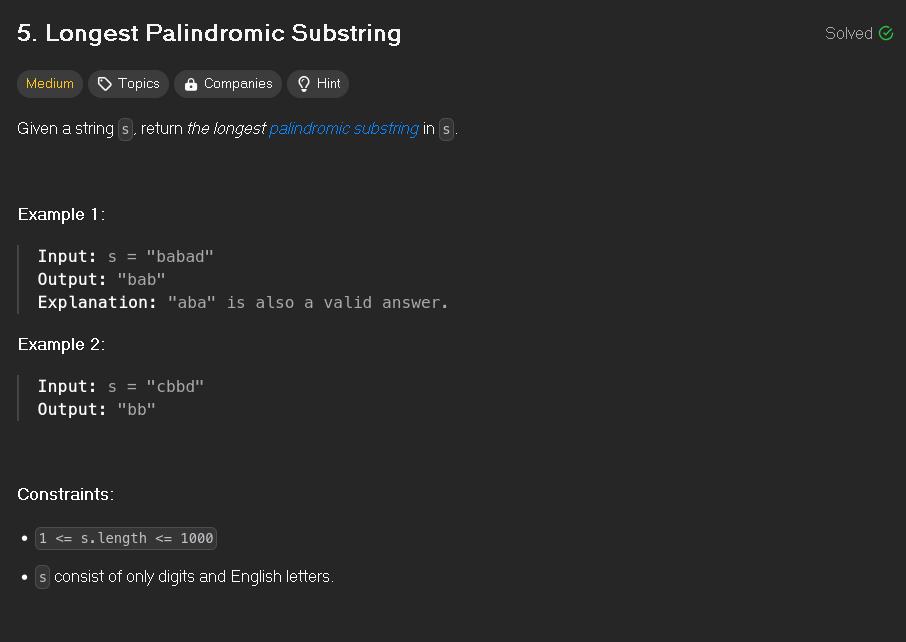 5. Longest Palindromic Substring
Solved
Medium Topics Companies Hint
Given a string s, return the longest palindromic substring in s.
Example 1:
Input: s = "babad"
Output: "bab"
Explanation: "aba" is also a valid answer.
Example 2:
Input: s = "cbbd"
Output: "bb"
Constraints:
• 1 <= s.length <= 1000
• s consist of only digits and English letters.